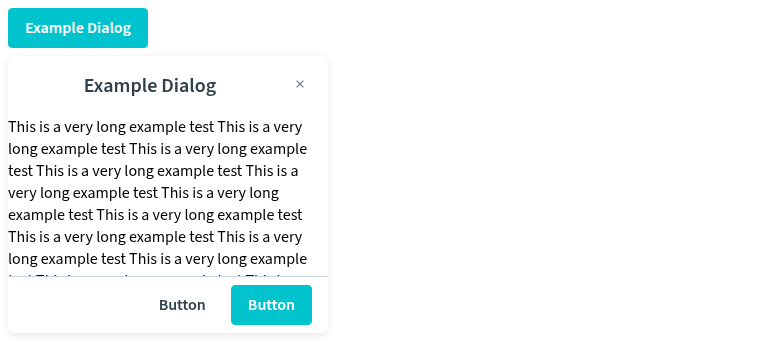 Example Dialog
Example Dialog
×
This is a very long example test This is a very
long example test This is a very long example
test This is a very long example test This is a
very long example test This is a very long
example test This is a very long example test
This is a very long example test This is a very
long example test This is a very long example
Button Button